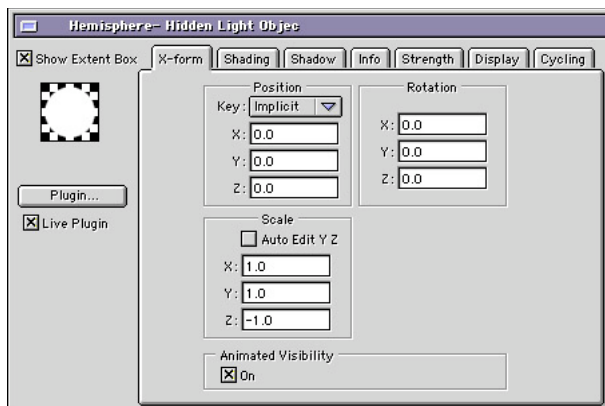 Hemisphere- Hidden Light Objec
Show Extent Box
X-form Shading Shadow Info Strength Display Cycling
Position
Key: Implicit
X: 0.0
Y: 0.0
Z: 0.0
Rotation
X: 0.0
Y: 0.0
Z: 0.0
Plugin...
Live Plugin
Scale
Auto Edit Y Z
X: 1.0
Y: 1.0
Z: -1.0
Animated Visibility
On